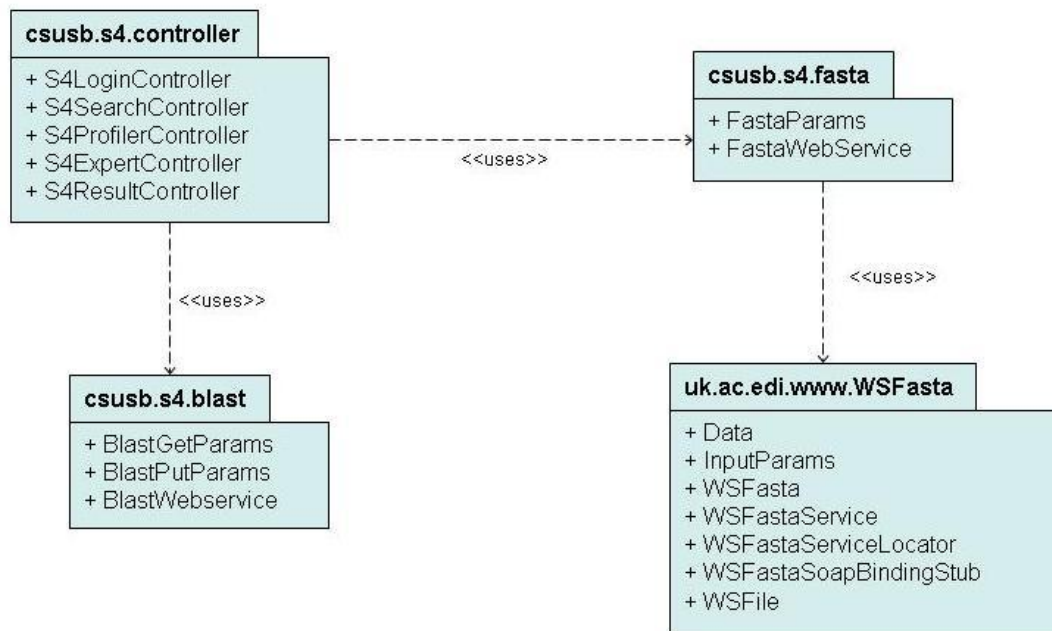 csusb.s4.controller
+ S4LoginController
+ S4SearchController
+ S4ProfilerController
+ S4ExpertController
+ S4ResultController
<<uses>>
csusb.s4.fasta
+ FastaParams
+ FastaWebService
<<uses>>
<<uses>>
csusb.s4.blast
+ BlastGetParams
+ BlastPutParams
+ BlastWebservice
uk.ac.edi.www.WSFasta
+ Data
+ InputParams
+ WSFasta
+ WSFastaService
+ WSFastaServiceLocator
+ WSFastaSoapBindingStub
+ WSFile